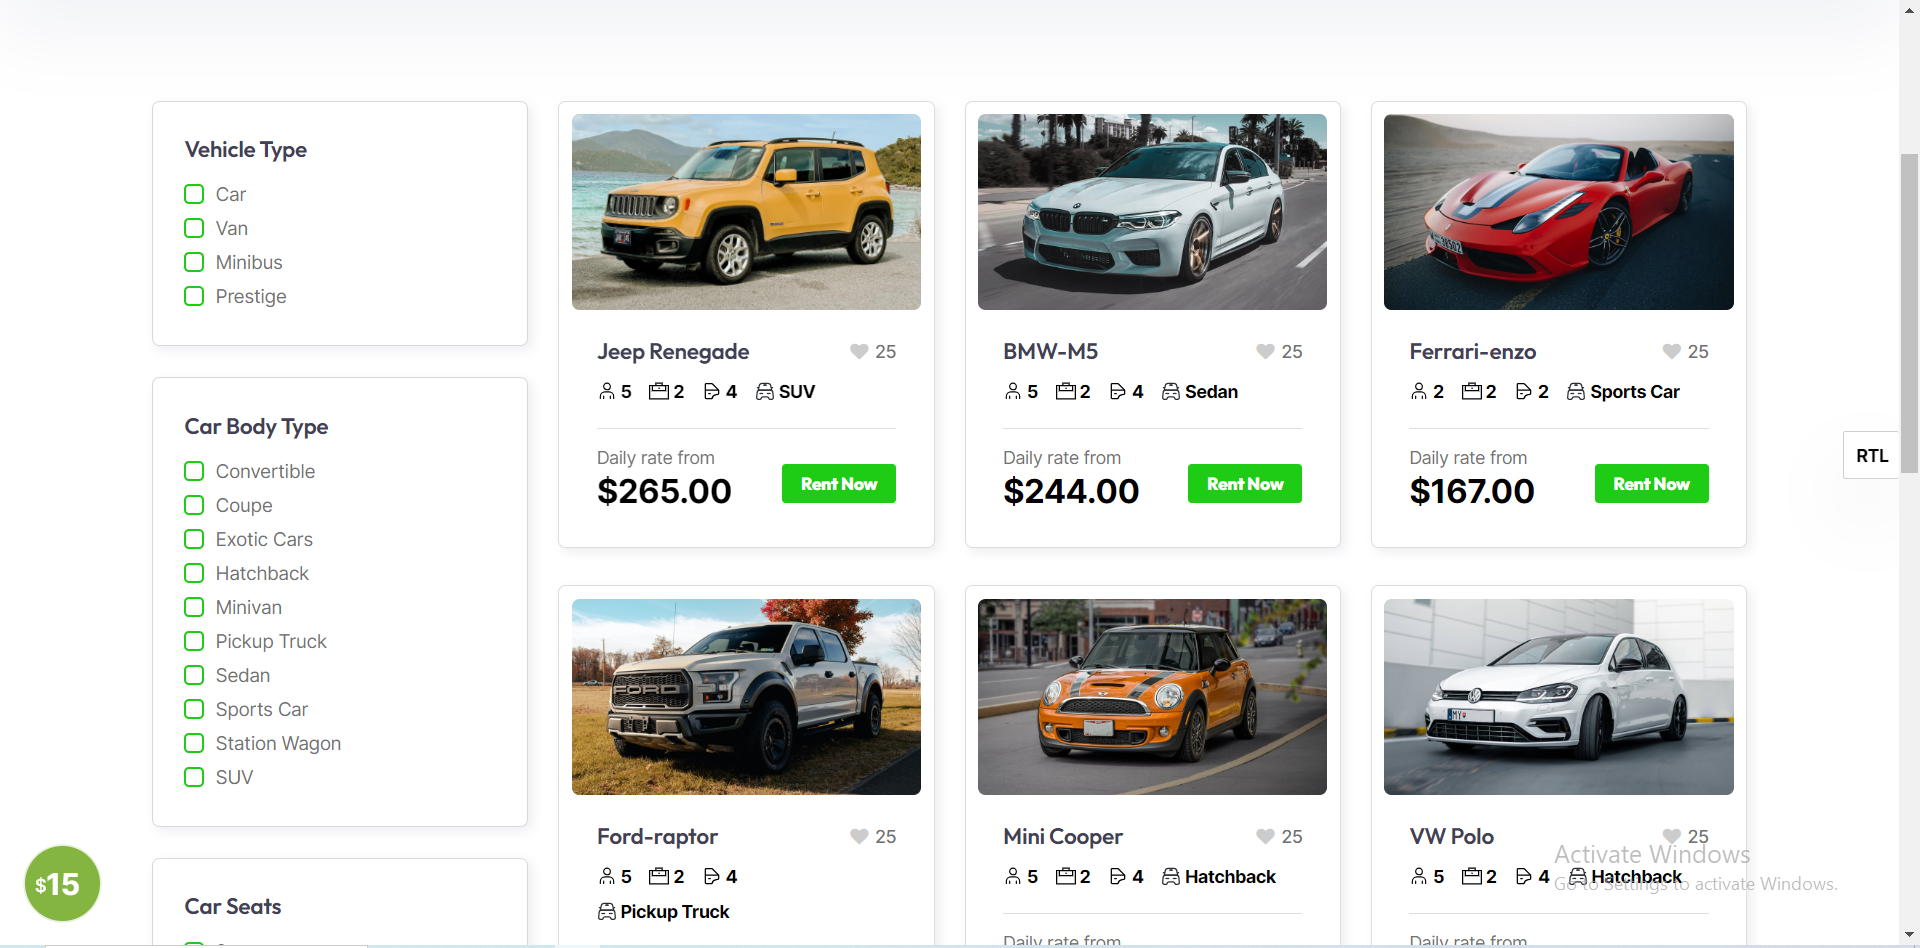 Vehicle Type
Car
Van
Minibus
Prestige
Car Body Type
Convertible
Coupe
Exotic Cars
Hatchback
Minivan
Pickup Truck
Sedan
Sports Car
Station Wagon
SUV
Car Seats
$15
Jeep Renegade 25
5 2 4 SUV
Daily rate from
$265.00 Rent Now
BMW-M5 25
5 2 4 Sedan
Daily rate from
$244.00 Rent Now
Ferrari-enzo 25
2 2 2 Sports Car
Daily rate from
$167.00 Rent Now
RTL
FORD
Ford-raptor 25
5 2 4
Pickup Truck
Mini Cooper 25
5 2 4 Hatchback
Daily rate from
MY
VW Polo 25
5 2 4 Hatchback
Daily rate from
Activate Windows
Go to Settings to activate Windows.